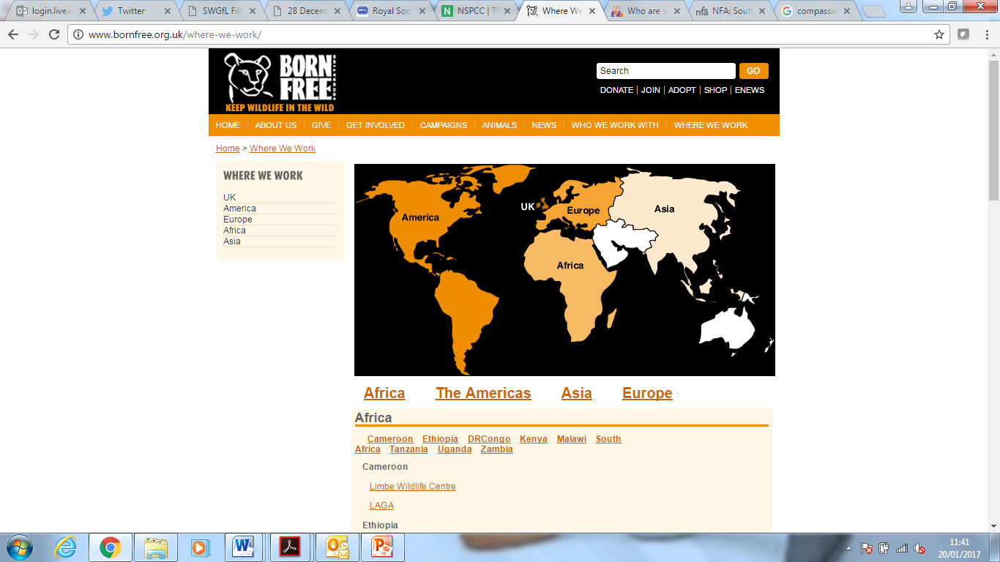 login.live.c
Twitter
SWGfL Filt
28 Decemb
Royal Socie
NSPCC | Th
Where We
Who are w
nfa NFA: Sout
compassio
www.bornfree.org.uk/where-we-work/
BORN
FREE
FOUNDATION
KEEP WILDLIFE IN THE WILD
Search GO
DONATE | JOIN | ADOPT | SHOP | ENEWS
HOME | ABOUT US | GIVE | GET INVOLVED | CAMPAIGNS | ANIMALS | NEWS | WHO WE WORK WITH | WHERE WE WORK
Home > Where We Work
WHERE WE WORK
UK
America
Europe
Africa
Asia
America
UK
Europe
Asia
Africa
Africa The Americas Asia Europe
Africa
Cameroon Ethiopia DRCongo Kenya Malawi South
Africa Tanzania Uganda Zambia
Cameroon
Limbe Wildlife Centre
LAGA
Ethiopia
11:41
20/01/2017